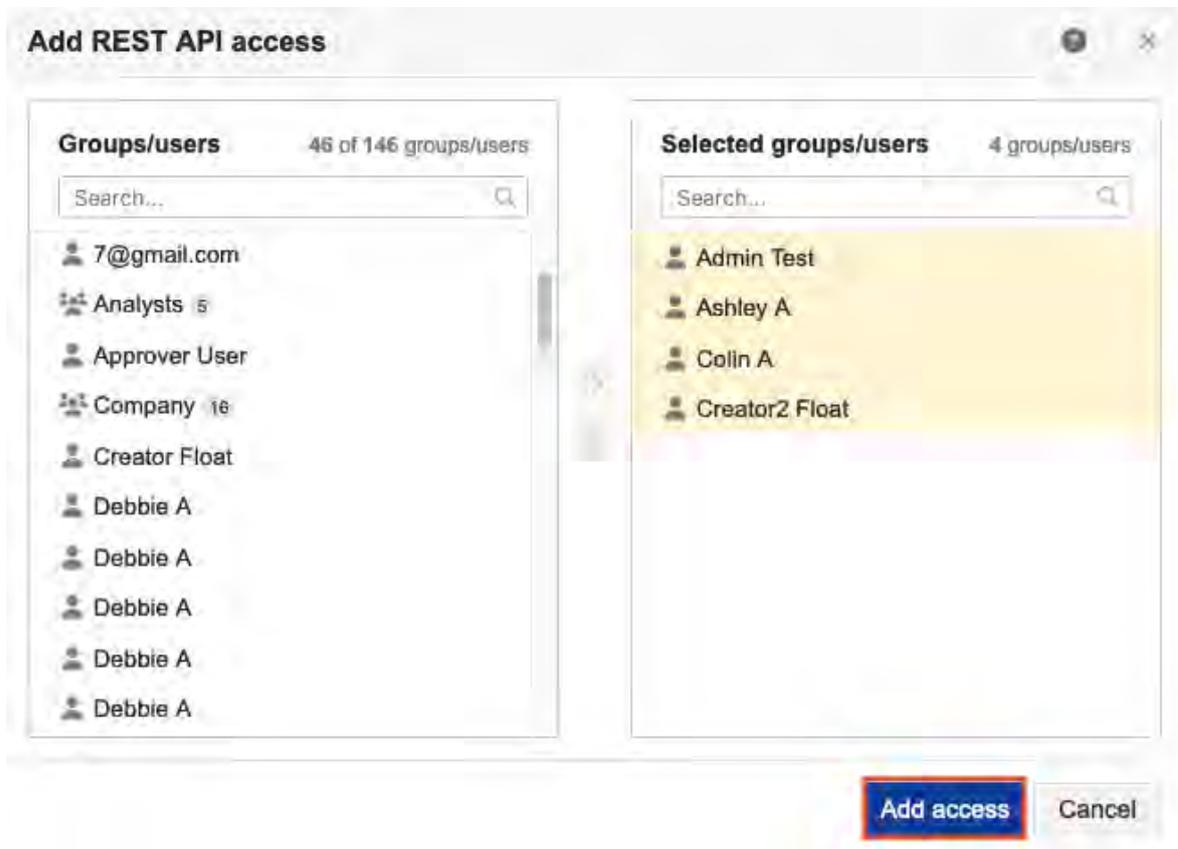 Add REST API access
Groups/users 46 of 146 groups/users
Search...
7@gmail.com
Analysts 5
Approver User
Company 16
Creator Float
Debbie A
Debbie A
Debbie A
Debbie A
Debbie A
Selected groups/users 4 groups/users
Search...
Admin Test
Ashley A
Colin A
Creator2 Float
Add access Cancel